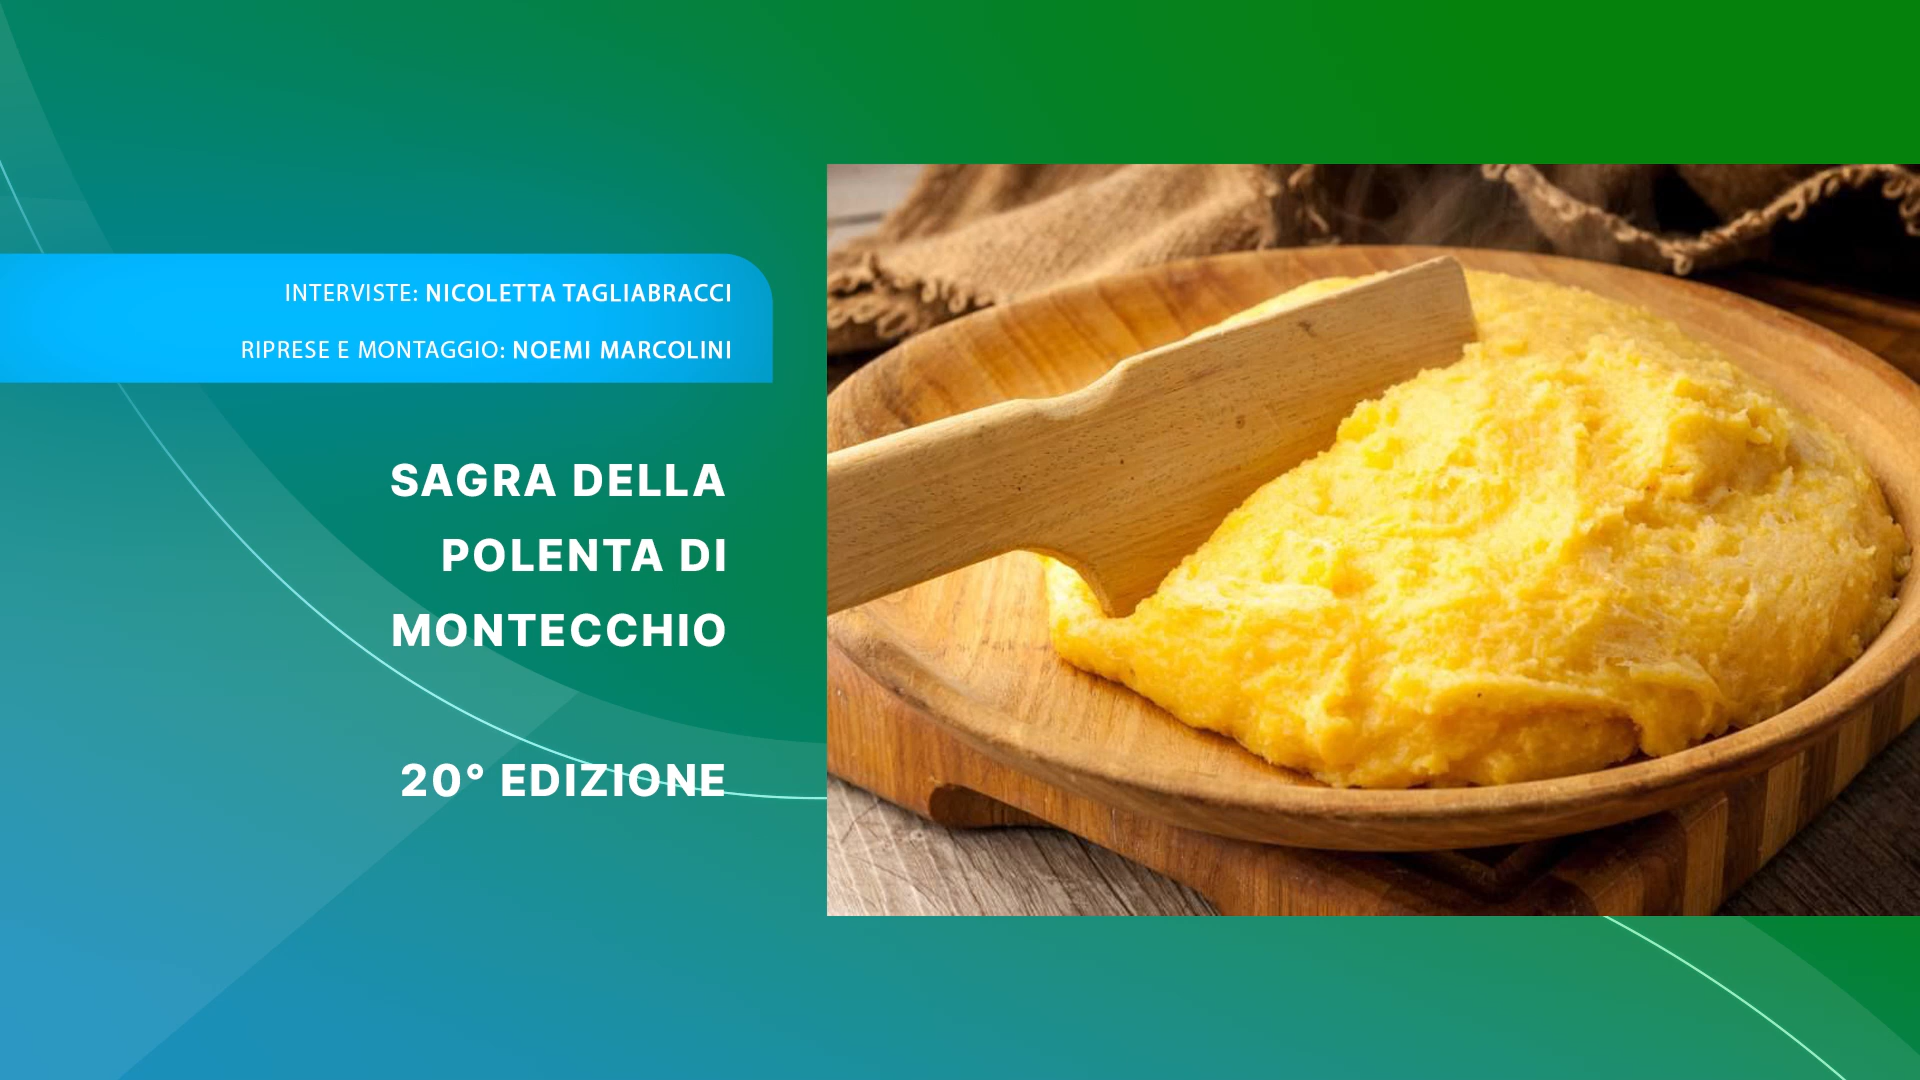 INTERVISTE: NICOLETTA TAGLIABRACCI
RIPRESE E MONTAGGIO: NOEMI MARCOLINI
SAGRA DELLA
POLENTA DI
MONTECCHIO
20° EDIZIONE